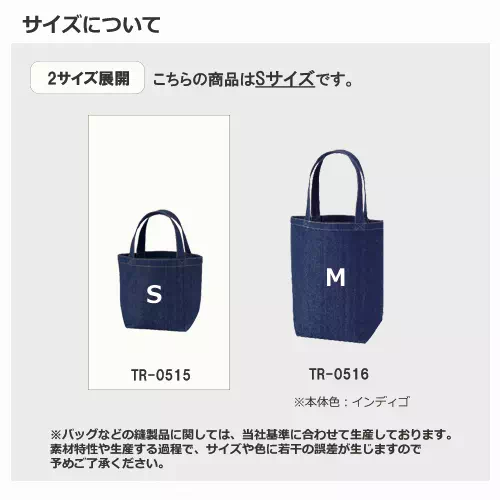 サイズについて
2サイズ展開
こちらの商品はSサイズです。
S
M
TR-0515
TR-0516
※本体色：インディゴ
※バッグなどの縫製品に関しては、当社基準に合わせて生産しております。
素材特性や生産する過程で、サイズや色に若干の誤差が生じますので
予めご了承ください。